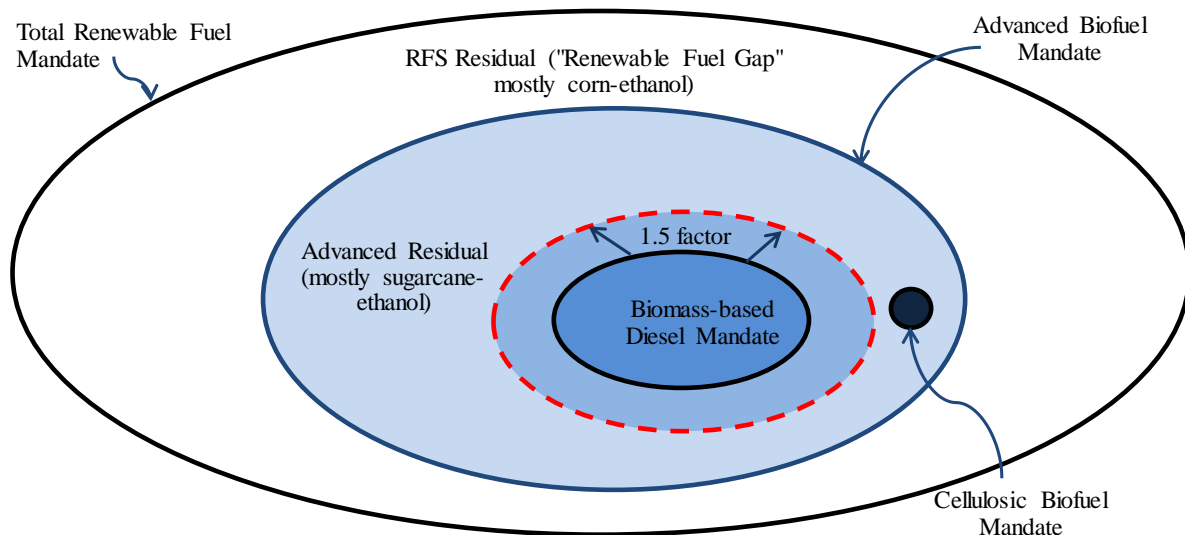 Total Renewable Fuel
Mandate
RFS Residual ("Renewable Fuel Gap"
mostly corn-ethanol)
Advanced Biofuel
Mandate
Advanced Residual
(mostly sugarcane-
ethanol)
1.5 factor
Biomass-based
Diesel Mandate
Cellulosic Biofuel
Mandate